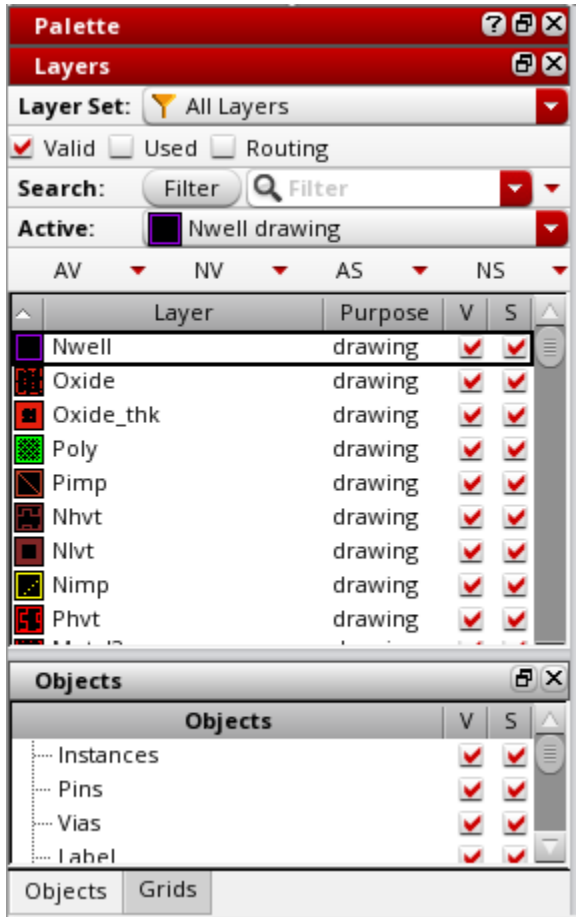 Palette
Layers
Layer Set: All Layers
Valid Used Routing
Search: Filter Filter
Active: Nwell drawing
AV NV AS NS
Layer Purpose V S
Nwell drawing
Oxide drawing
Oxide_thk drawing
Poly drawing
Pimp drawing
Nhvt drawing
Nlvt drawing
Nimp drawing
Phvt drawing
Objects
Objects V S
Instances
Pins
Vias
Label
Objects Grids